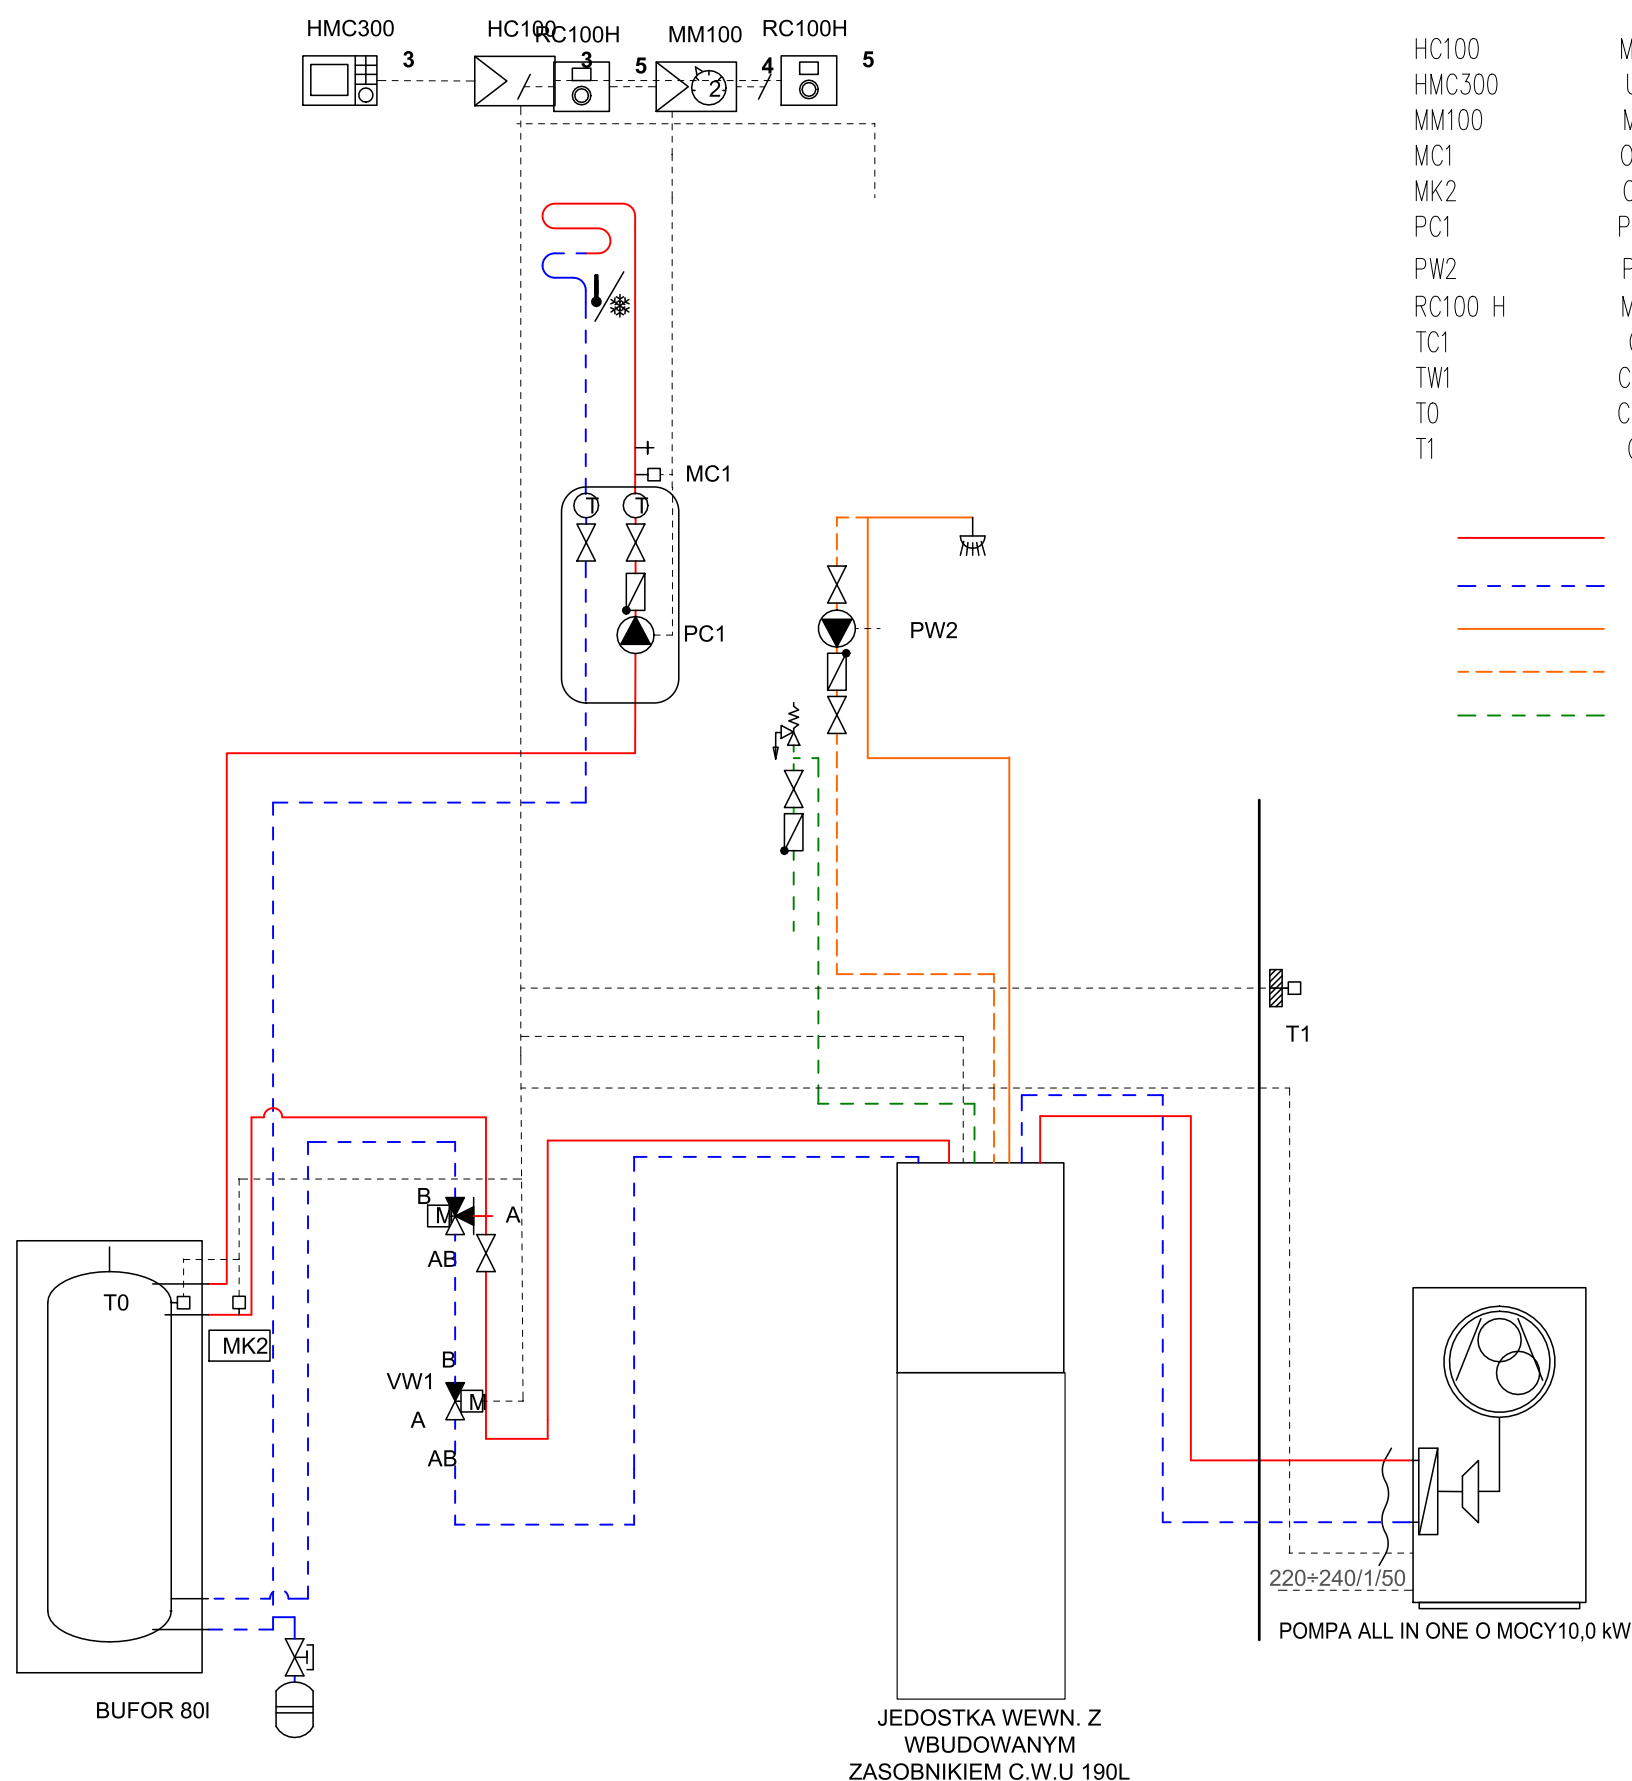 HMC300
HC100
RC100H
MM100
RC100H
3
3
5
4
5
2
HC100 M
HMC300 U
MM100 M
MC1 O
MK2
PC1 P
PW2 P
RC100 H M
TC1
TW1 C
T0 C
T1
MC1
T
T
PC1
PW2
T1
B
M
A
AB
T0
MK2
B
VW1
M
A
AB
220÷240/1/50
POMPA ALL IN ONE O MOCY10,0 kW
BUFOR 80l
JEDOSTKA WEWN. Z
WBUDOWANYM
ZASOBNIKIEM C.W.U 190L